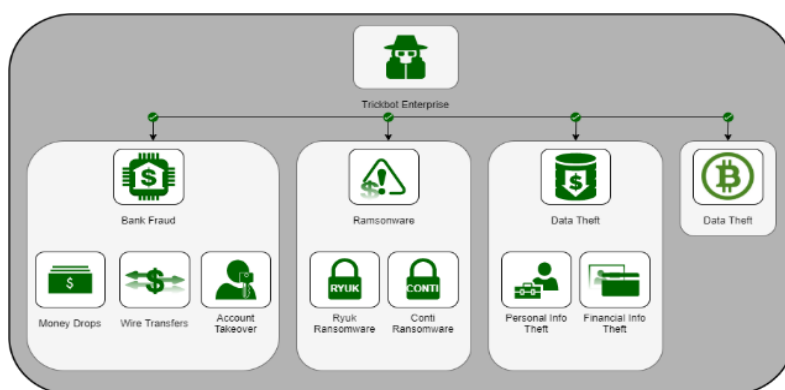 Trickbot Enterprise
Bank Fraud
Ramsonware
Data Theft
Data Theft
Money Drops
Wire Transfers
Account
Takeover
RYUK
Ryuk
Ransomware
CONTI
Conti
Ransomware
Personal Info
Theft
Financial Info
Theft